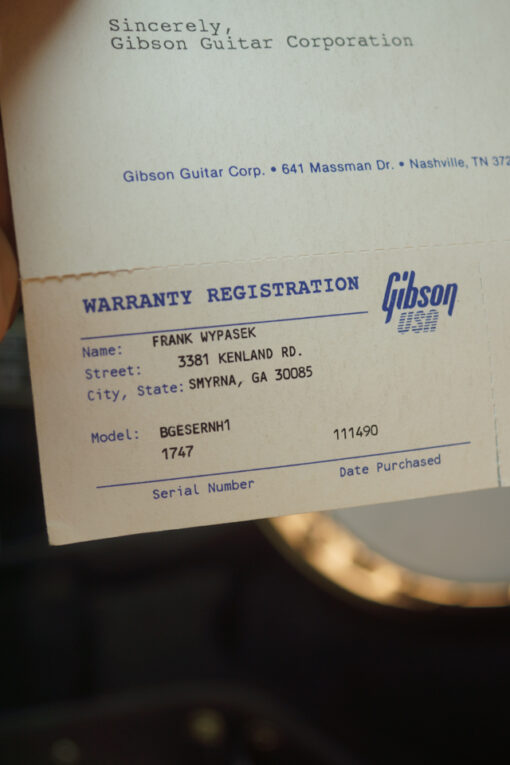 Sincerely,
Gibson Guitar Corporation
Gibson Guitar Corp. • 641 Massman Dr. • Nashville, TN 372
WARRANTY REGISTRATION
Gibson
USA
Name: FRANK WYPASEK
Street: 3381 KENLAND RD.
City, State: SMYRNA, GA 30085
Model: BGESERNH1
1747 111490
Serial Number Date Purchased